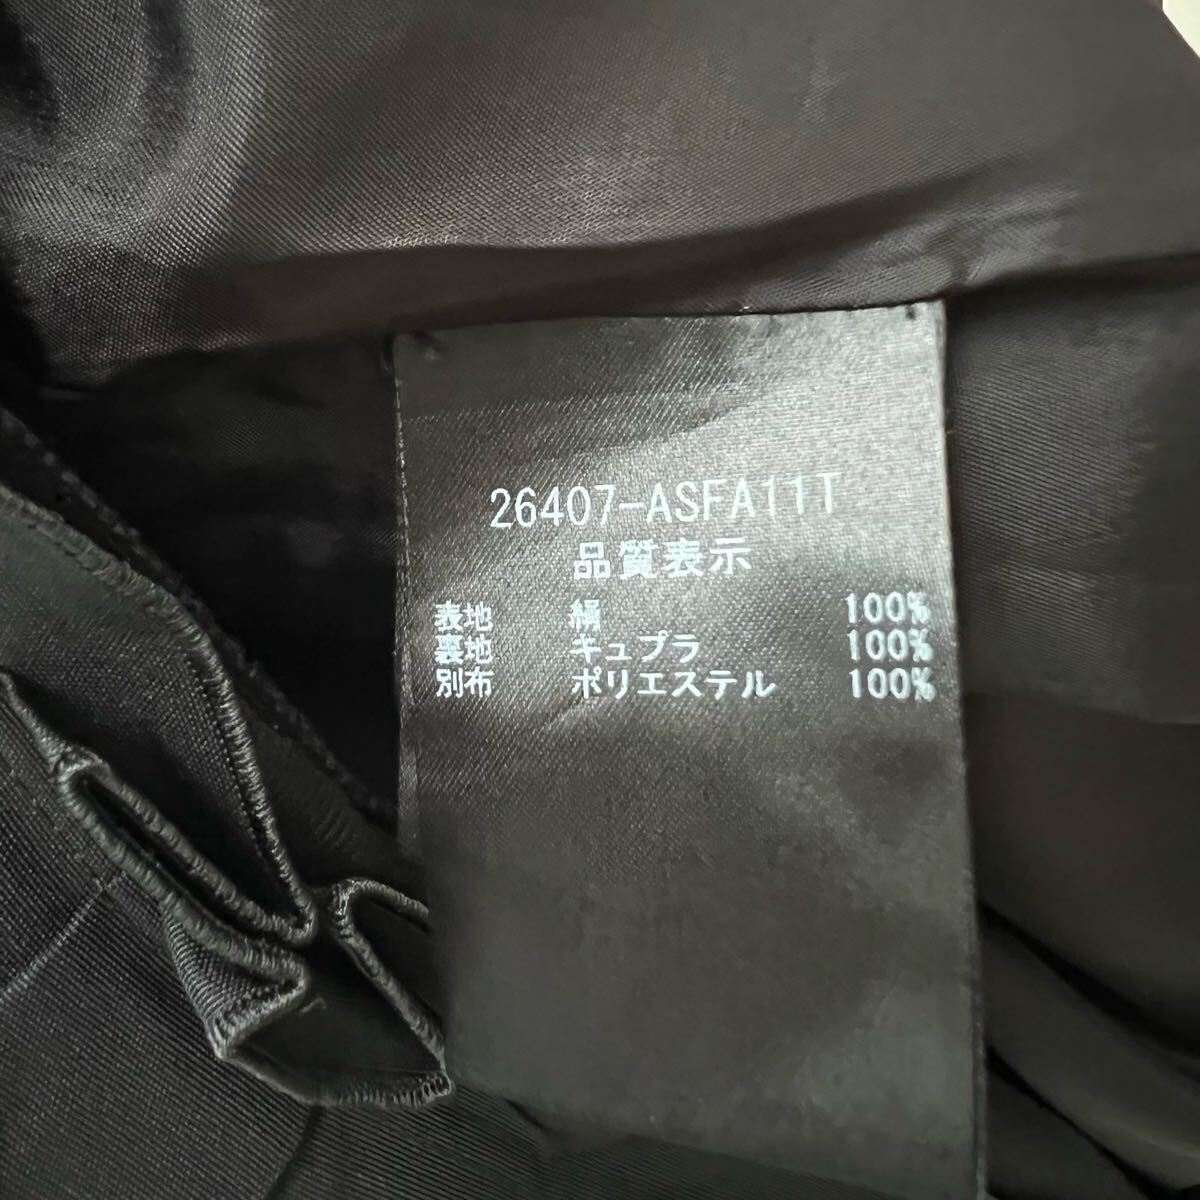 26407-ASFA11T
品質表示
表地 絹 100%
裏地 キュプラ 100%
別布 ポリエステル 100%